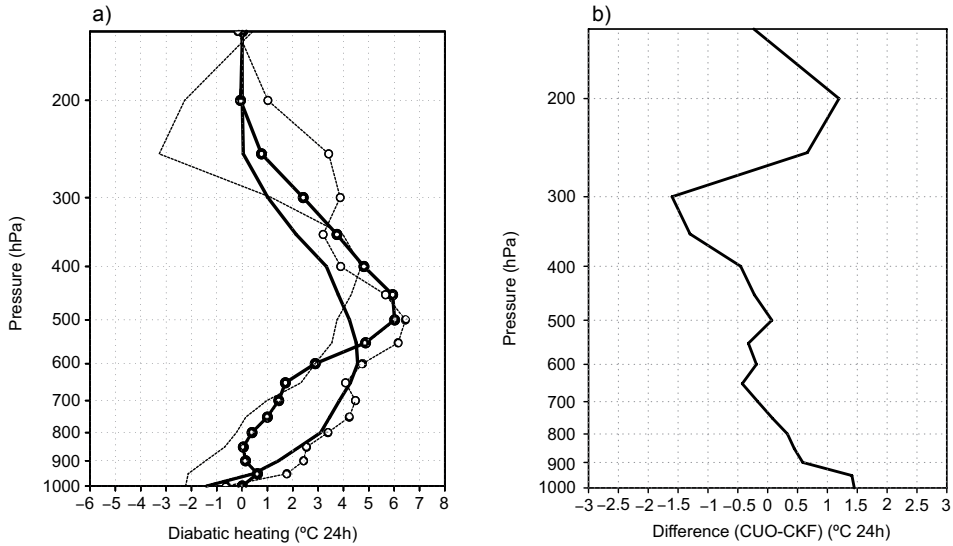 a)
Pressure (hPa)
200
300
400
500
600
700
800
900
1000
−6 −5 −4 −3 −2 −1 0 1 2 3 4 5 6 7 8
Diabatic heating (ºC 24h)
b)
Pressure (hPa)
200
300
400
500
600
700
800
900
1000
−3 −2.5 −2 −1.5 −1 −0.5 0 0.5 1 1.5 2 2.5 3
Difference (CUO-CKF) (ºC 24h)